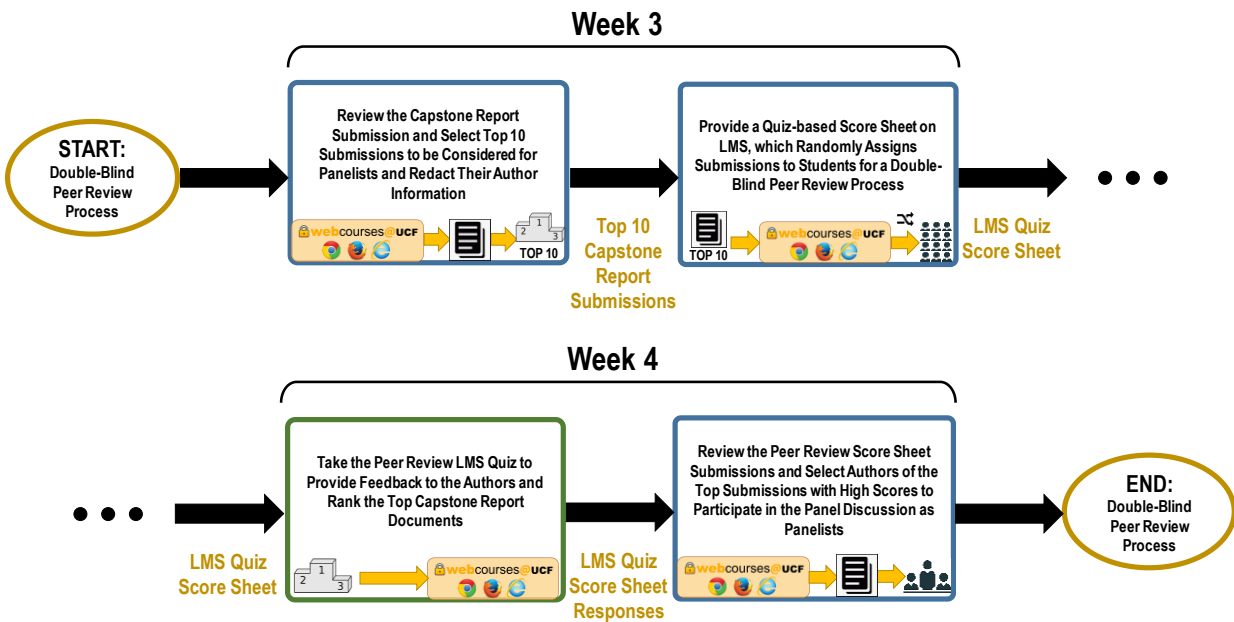 Week 3
START:
Double-Blind
Peer Review
Process
Review the Capstone Report
Submission and Select Top 10
Submissions to be Considered for
Panelists and Redact Their Author
Information
webcourses@UCF
2 1 3
TOP 10
Top 10
Capstone
Report
Submissions
Provide a Quiz-based Score Sheet on
LMS, which Randomly Assigns
Submissions to Students for a Double-
Blind Peer Review Process
TOP 10
webcourses@UCF
LMS Quiz
Score Sheet
Week 4
LMS Quiz
Score Sheet
Take the Peer Review LMS Quiz to
Provide Feedback to the Authors and
Rank the Top Capstone Report
Documents
2 1 3
webcourses@UCF
LMS Quiz
Score Sheet
Responses
Review the Peer Review Score Sheet
Submissions and Select Authors of the
Top Submissions with High Scores to
Participate in the Panel Discussion as
Panelists
webcourses@UCF
END:
Double-Blind
Peer Review
Process